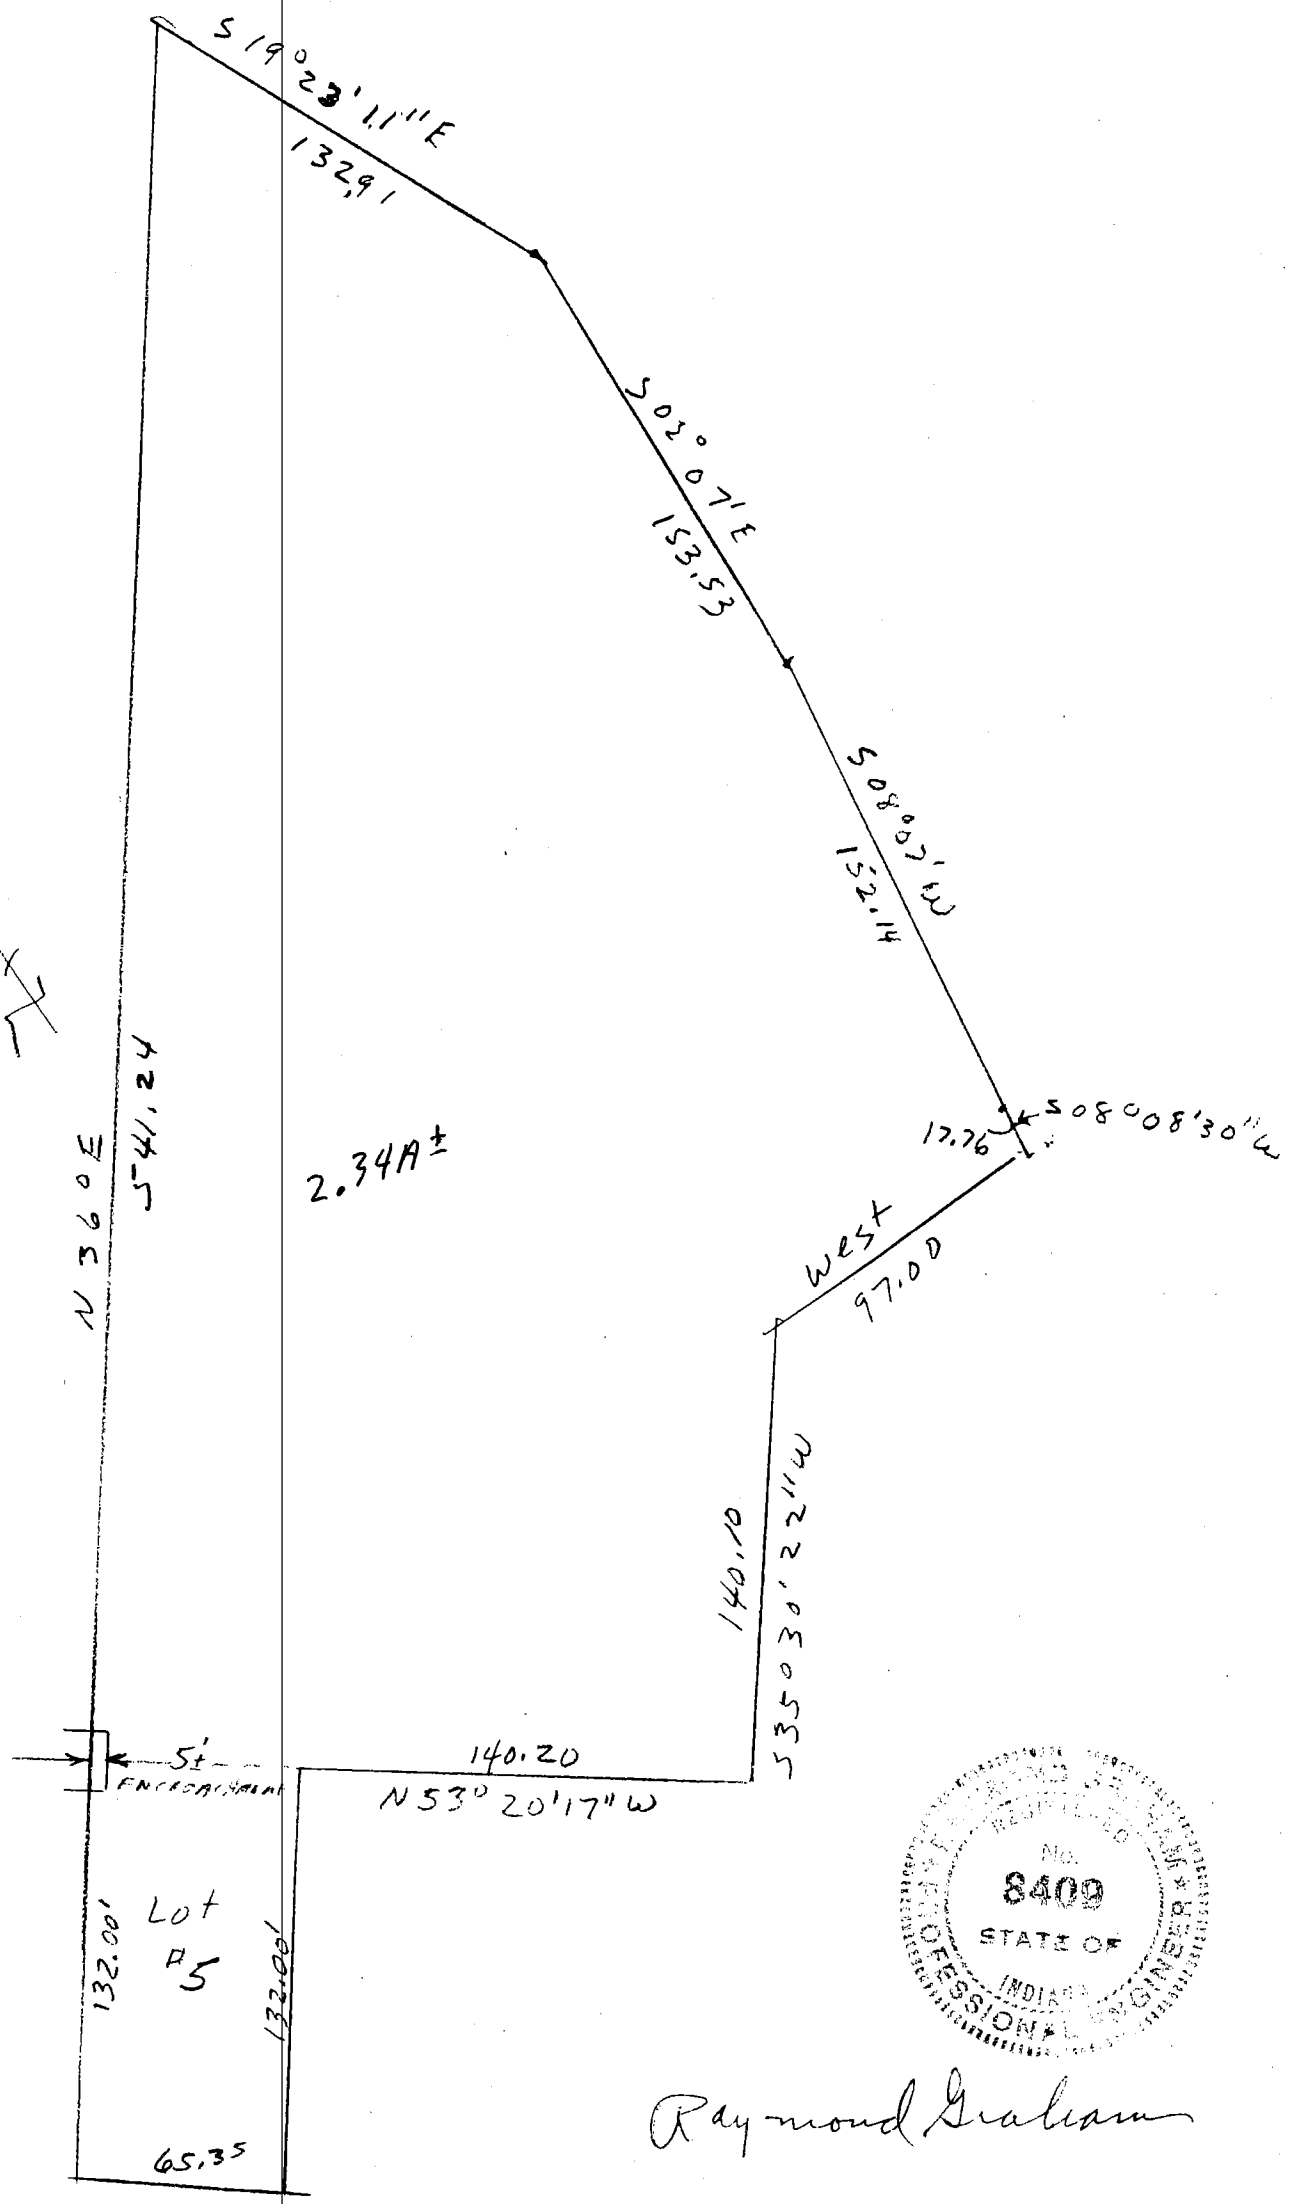 S 19° 23' 11" E
132.91
S 02° 07' E
153.53
S 08° 07' W
152.14
S 08° 08' 30" W
17.76
West
97.00
N 36° E
541.24
2.34A±
140.10
S 35° 30' 22" W
5'±
ENCROACHMENT
140.20
N 53° 20' 17" W
Lot
#5
132.00'
132.00'
65.35
REGISTERED
No.
8409
STATE OF
INDIANA
PROFESSIONAL ENGINEER
Raymond Graham